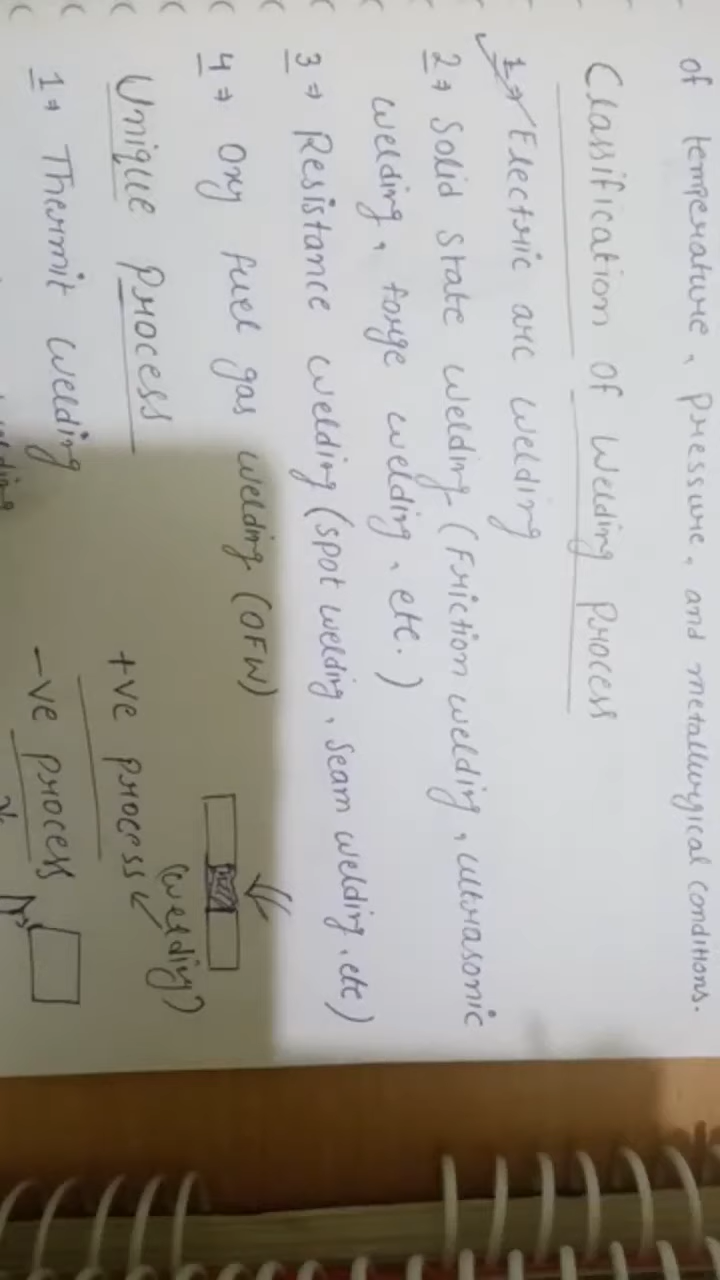 of temperature, pressure, and metallurgical conditions.
Classification of Welding process
1 → Electric arc welding
2 → Solid state welding (Friction welding, ultrasonic
welding, forge welding, etc.)
3 → Resistance welding (spot welding, seam welding, etc)
4 → Oxy fuel gas welding (OFW)
Unique process
+ve process (welding)
1 → Thermit welding
-ve process